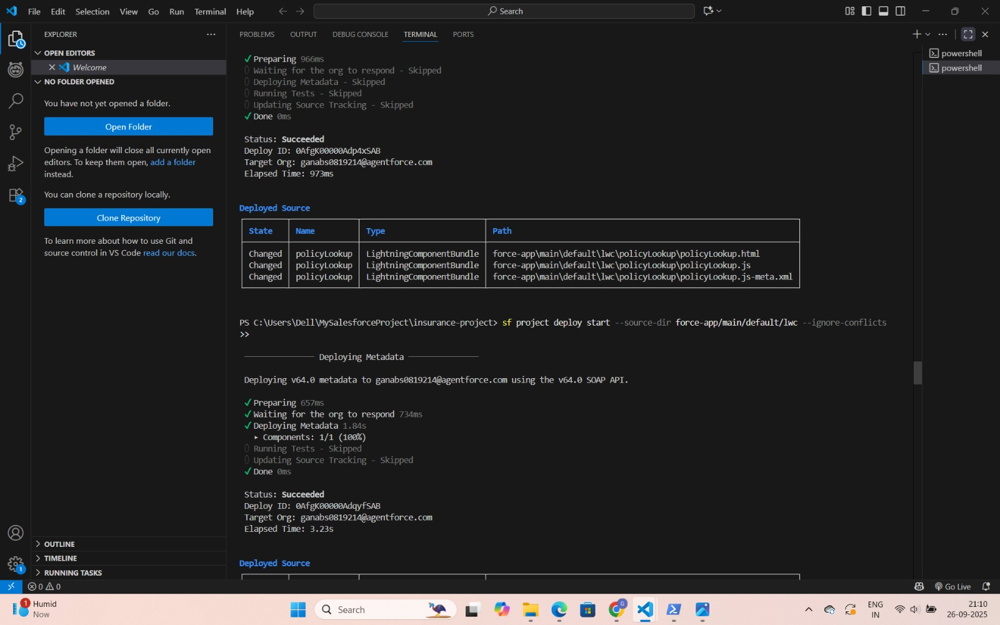 File Edit Selection View Go Run Terminal Help
Search
EXPLORER
OPEN EDITORS
Welcome
NO FOLDER OPENED
You have not yet opened a folder.
Open Folder
Opening a folder will close all currently open
editors. To keep them open, add a folder
instead.
You can clone a repository locally.
Clone Repository
To learn more about how to use Git and
source control in VS Code read our docs.
OUTLINE
TIMELINE
RUNNING TASKS
2
1
PROBLEMS OUTPUT DEBUG CONSOLE TERMINAL PORTS
powershell
powershell
✓ Preparing 966ms
Waiting for the org to respond - Skipped
Deploying Metadata - Skipped
Running Tests - Skipped
Updating Source Tracking - Skipped
✓ Done 0ms
Status: Succeeded
Deploy ID: 0AfgK00000Adp4xSAB
Target Org: ganabs0819214@agentforce.com
Elapsed Time: 973ms
Deployed Source
State Name Type Path
Changed policyLookup LightningComponentBundle force-app\main\default\lwc\policyLookup\policyLookup.html
Changed policyLookup LightningComponentBundle force-app\main\default\lwc\policyLookup\policyLookup.js
Changed policyLookup LightningComponentBundle force-app\main\default\lwc\policyLookup\policyLookup.js-meta.xml
PS C:\Users\Dell\MySalesforceProject\insurance-project> sf project deploy start --source-dir force-app/main/default/lwc --ignore-conflicts
>>
Deploying Metadata
Deploying v64.0 metadata to ganabs0819214@agentforce.com using the v64.0 SOAP API.
✓ Preparing 657ms
✓ Waiting for the org to respond 734ms
✓ Deploying Metadata 1.84s
▸ Components: 1/1 (100%)
Running Tests - Skipped
Updating Source Tracking - Skipped
✓ Done 0ms
Status: Succeeded
Deploy ID: 0AfgK00000AdqyfSAB
Target Org: ganabs0819214@agentforce.com
Elapsed Time: 3.23s
Deployed Source
0 0
Go Live
1
Humid
Now
Search
G
ENG
IN
21:10
26-09-2025